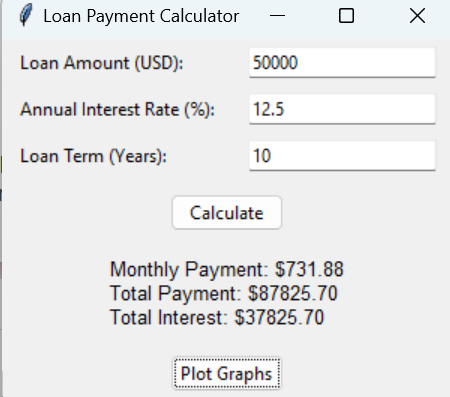 Loan Payment Calculator
Loan Amount (USD): 50000
Annual Interest Rate (%): 12.5
Loan Term (Years): 10
Calculate
Monthly Payment: $731.88
Total Payment: $87825.70
Total Interest: $37825.70
Plot Graphs